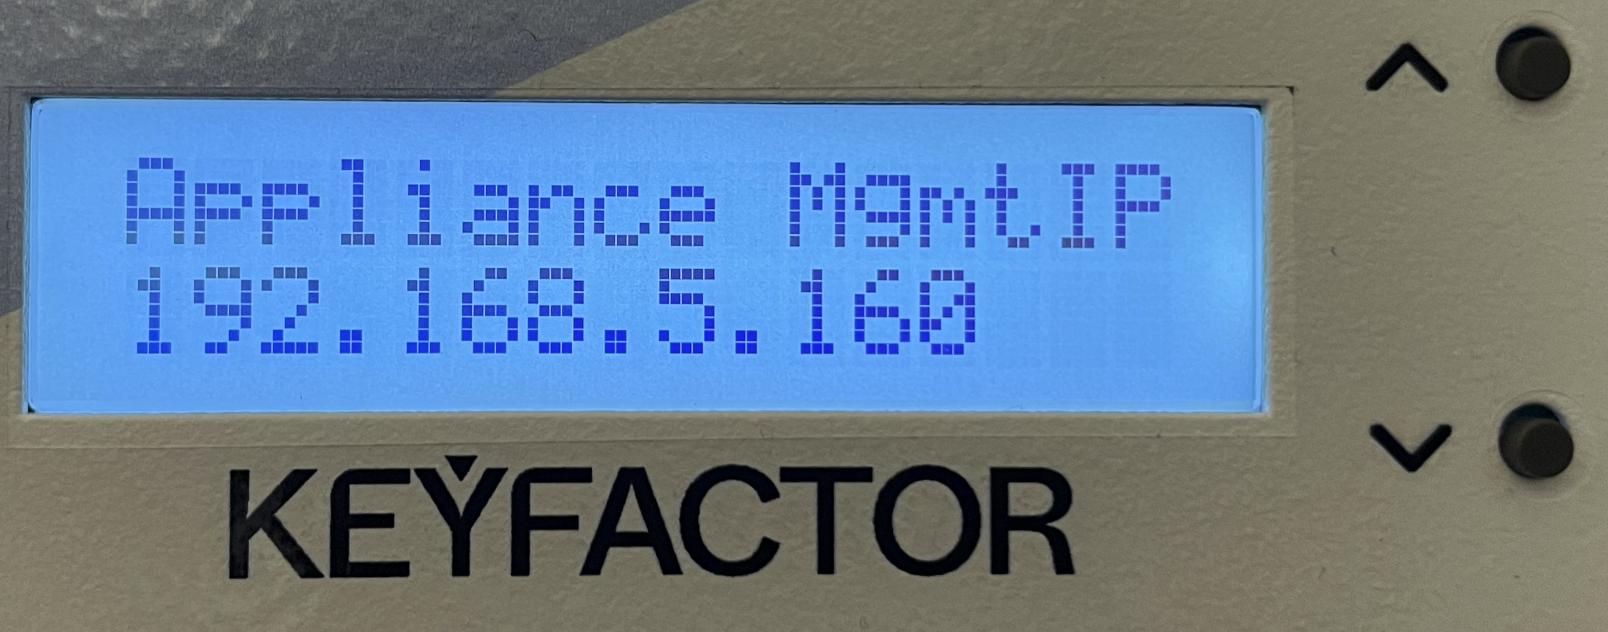 Appliance MgmtIP
192.168.5.160
KEYFACTOR